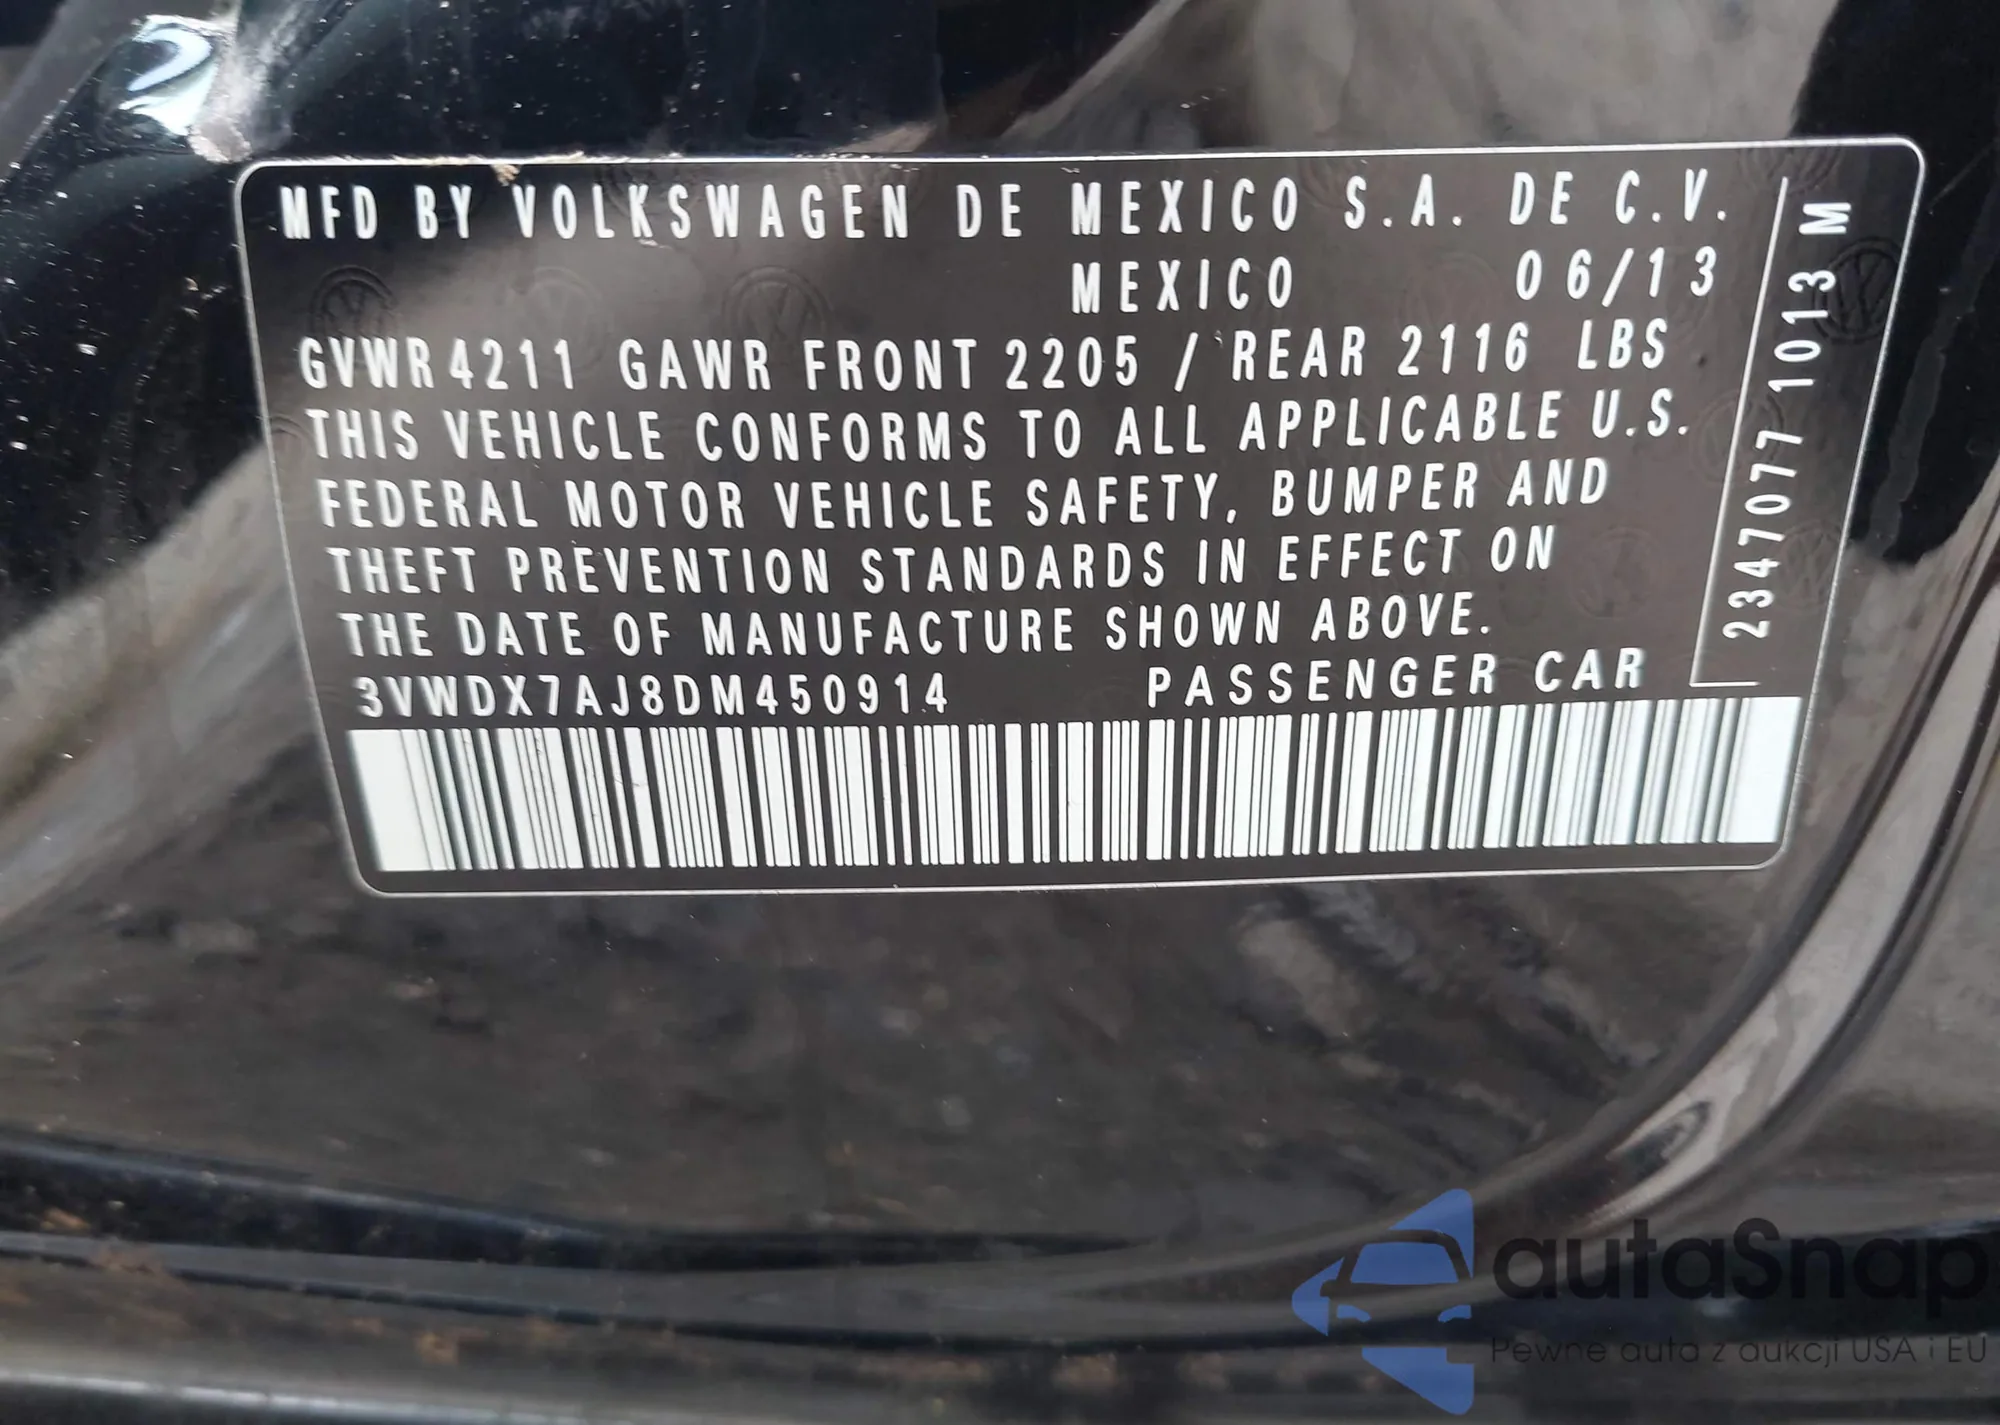 MFD BY VOLKSWAGEN DE MEXICO S.A. DE C.V.
MEXICO 06/13
GVWR 4211 GAWR FRONT 2205 / REAR 2116 LBS
THIS VEHICLE CONFORMS TO ALL APPLICABLE U.S.
FEDERAL MOTOR VEHICLE SAFETY, BUMPER AND
THEFT PREVENTION STANDARDS IN EFFECT ON
THE DATE OF MANUFACTURE SHOWN ABOVE.
3VWDX7AJ8DM450914 PASSENGER CAR
2347077 1013 M
autaSnap
Pewne auta z aukcji USA i EU